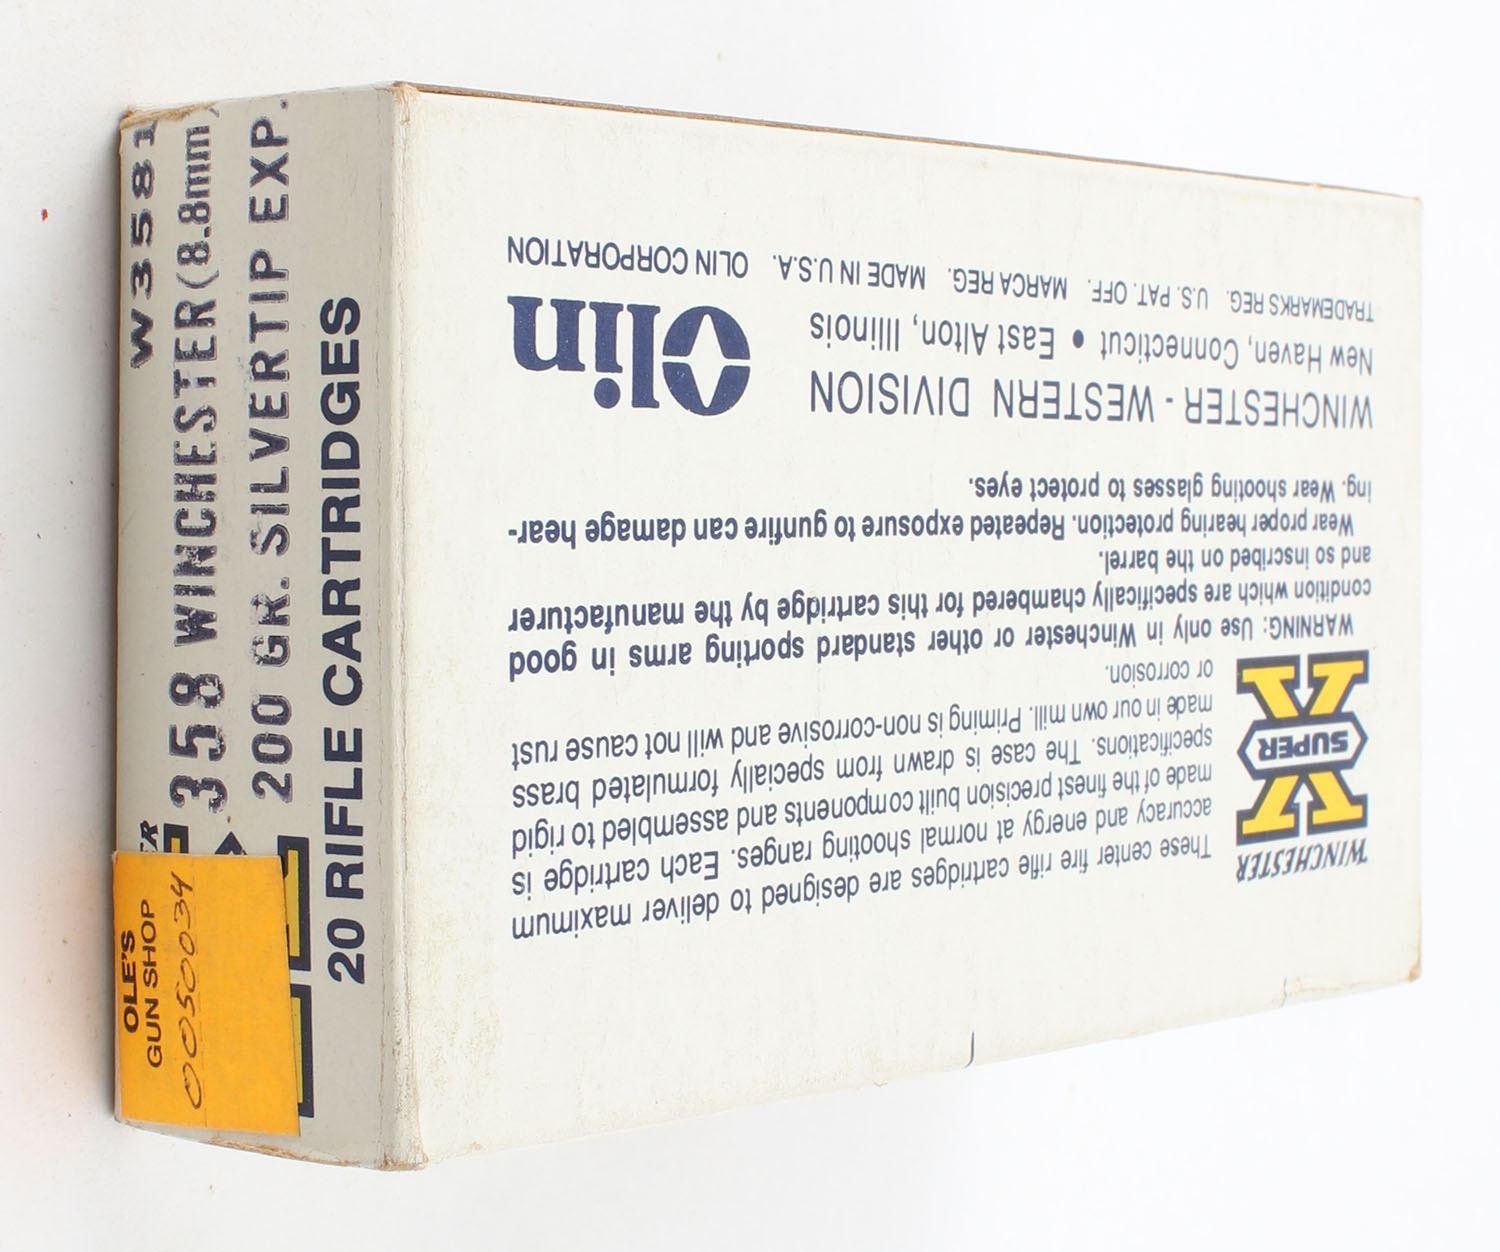 W3581
358 WINCHESTER (8.8mm)
200 GR. SILVERTIP EXP.
20 RIFLE CARTRIDGES
OLE'S
GUN SHOP
0050034
WINCHESTER
SUPER
X
These center fire rifle cartridges are designed to deliver maximum
accuracy and energy at normal shooting ranges. Each cartridge is
made of the finest precision built components and assembled to rigid
specifications. The case is drawn from specially formulated brass
made in our own mill. Priming is non-corrosive and will not cause rust
or corrosion.
WARNING: Use only in Winchester or other standard sporting arms in good
condition which are specifically chambered for this cartridge by the manufacturer
and so inscribed on the barrel.
Wear proper hearing protection. Repeated exposure to gunfire can damage hear-
ing. Wear shooting glasses to protect eyes.
WINCHESTER - WESTERN DIVISION
New Haven, Connecticut • East Alton, Illinois
TRADEMARKS REG. U.S. PAT. OFF. MARCA REG. MADE IN U.S.A.
Olin
OLIN CORPORATION